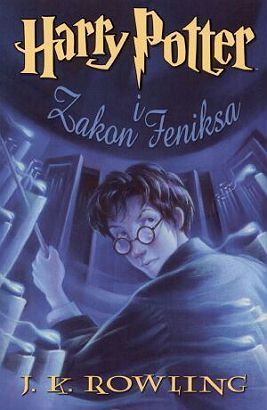 Harry Potter
i
Zakon Feniksa
J. K. ROWLING